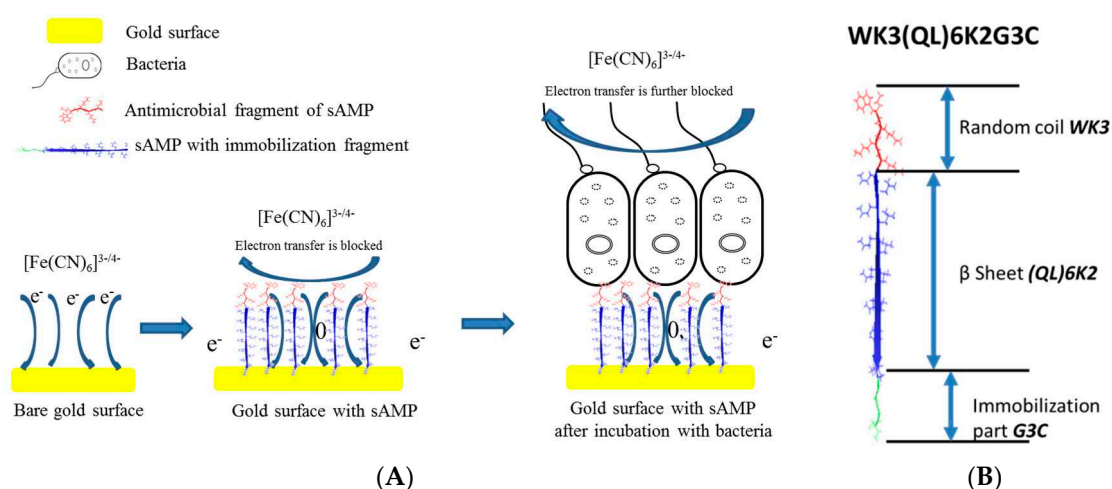 Gold surface
Bacteria
Antimicrobial fragment of sAMP
sAMP with immobilization fragment
[Fe(CN)6]3-/4-
e- e- e-
Bare gold surface
[Fe(CN)6]3-/4-
Electron transfer is blocked
e- 0 e-
Gold surface with sAMP
[Fe(CN)6]3-/4-
Electron transfer is further blocked
0, e-
Gold surface with sAMP
after incubation with bacteria
(A)
WK3(QL)6K2G3C
Random coil WK3
β Sheet (QL)6K2
Immobilization
part G3C
(B)